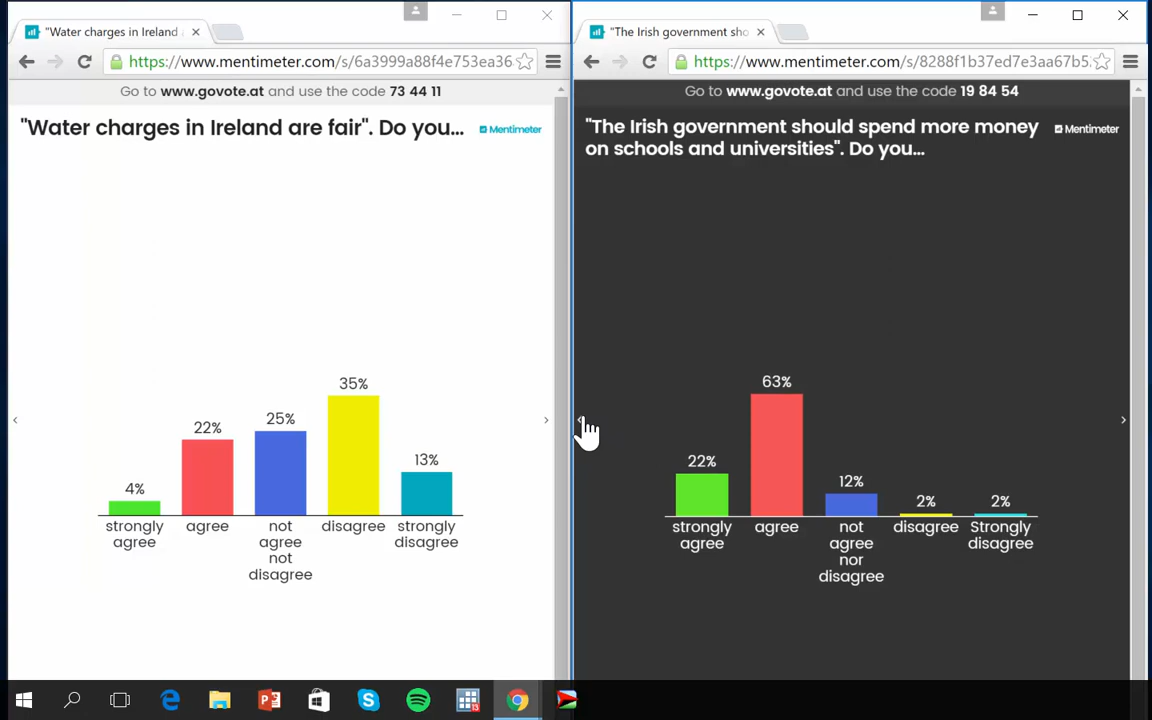 "Water charges in Ireland
https://www.mentimeter.com/s/6a3999a88f4e753ea36
Go to www.govote.at and use the code 73 44 11
"Water charges in Ireland are fair". Do you...
Mentimeter
4%
22%
25%
35%
13%
strongly agree
agree
not agree not disagree
disagree
strongly disagree
"The Irish government sho
https://www.mentimeter.com/s/8288f1b37ed7e3aa67b5
Go to www.govote.at and use the code 19 84 54
"The Irish government should spend more money
on schools and universities". Do you...
Mentimeter
22%
63%
12%
2%
2%
strongly agree
agree
not agree nor disagree
disagree
Strongly disagree